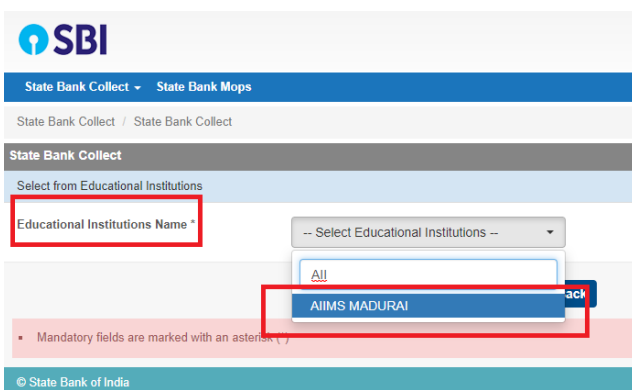 SBI
State Bank Collect State Bank Mops
State Bank Collect / State Bank Collect
State Bank Collect
Select from Educational Institutions
Educational Institutions Name *
-- Select Educational Institutions --
AII
AIIMS MADURAI
ack
Mandatory fields are marked with an asterisk (*)
© State Bank of India